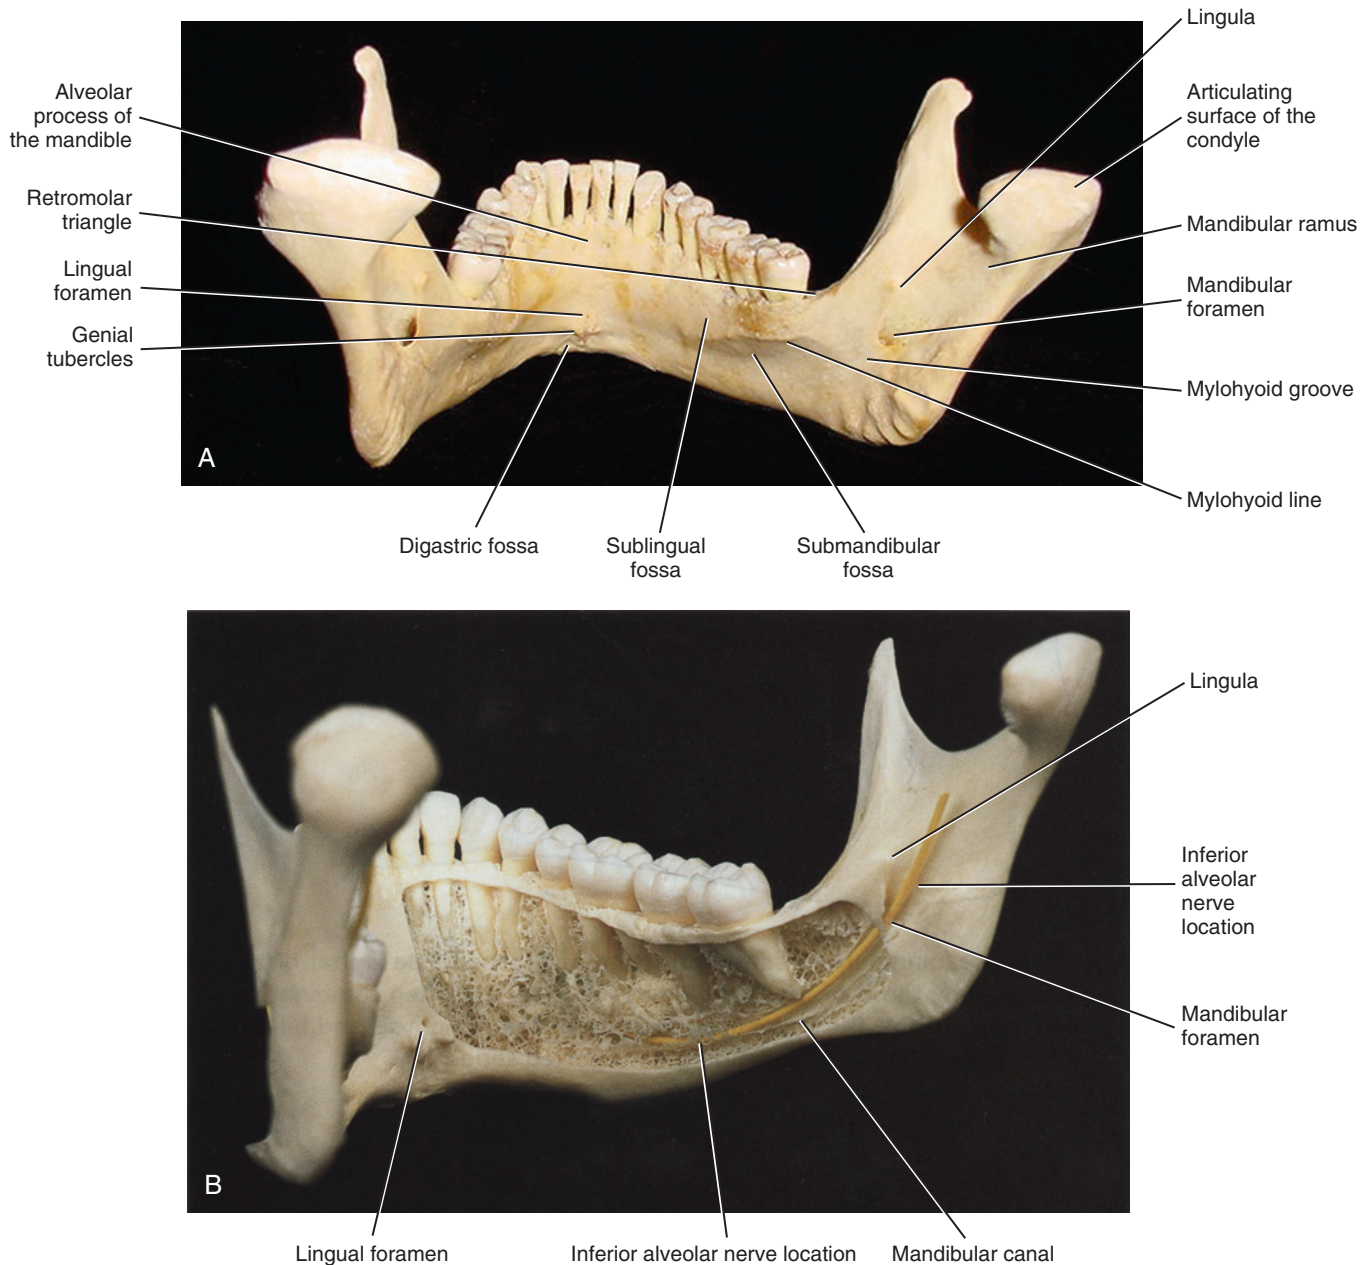 Lingula
Alveolar
process of
the mandible
Articulating
surface of the
condyle
Retromolar
triangle
Mandibular ramus
Lingual
foramen
Mandibular
foramen
Genial
tubercles
Mylohyoid groove
A
Mylohyoid line
Digastric fossa
Sublingual
fossa
Submandibular
fossa
Lingula
Inferior
alveolar
nerve
location
Mandibular
foramen
B
Lingual foramen
Inferior alveolar nerve location
Mandibular canal